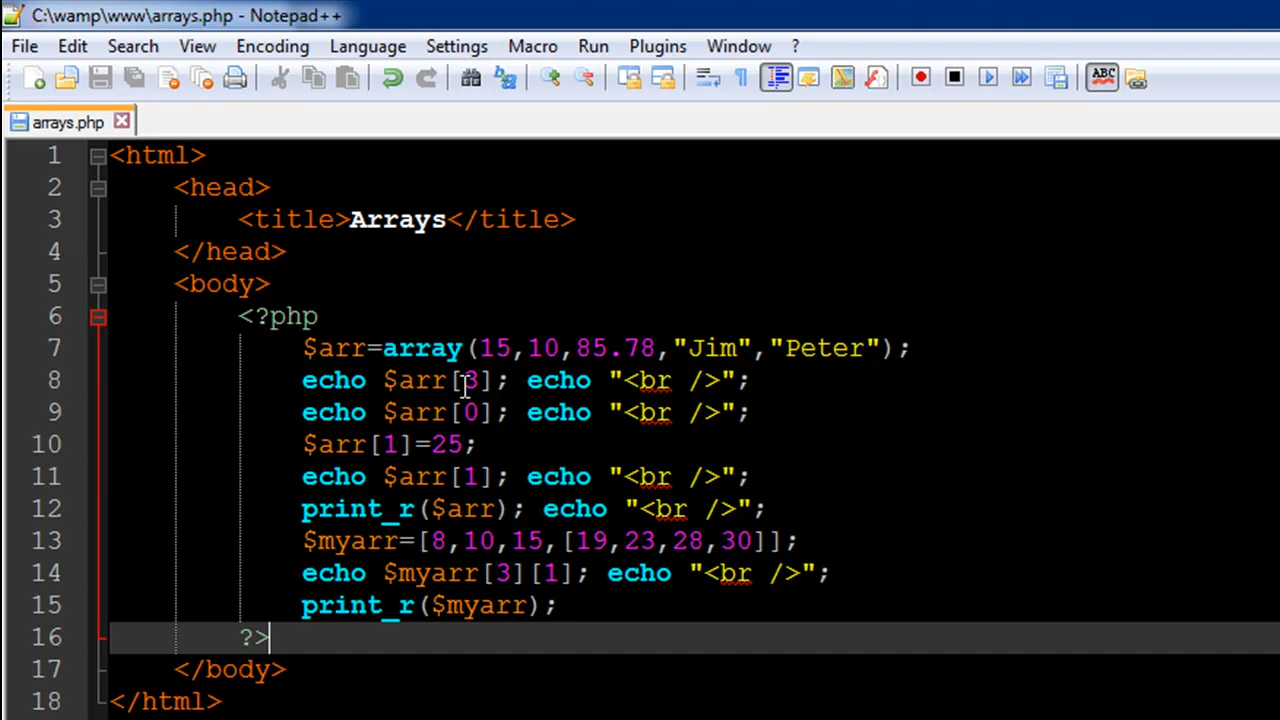 C:\wamp\www\arrays.php - Notepad++
File Edit Search View Encoding Language Settings Macro Run Plugins Window ?
ABC
arrays.php
1 <html>
2 <head>
3 <title>Arrays</title>
4 </head>
5 <body>
6 <?php
7 $arr=array(15,10,85.78,"Jim","Peter");
8 echo $arr[3]; echo "<br />";
9 echo $arr[0]; echo "<br />";
10 $arr[1]=25;
11 echo $arr[1]; echo "<br />";
12 print_r($arr); echo "<br />";
13 $myarr=[8,10,15,[19,23,28,30]];
14 echo $myarr[3][1]; echo "<br />";
15 print_r($myarr);
16 ?>
17 </body>
18 </html>